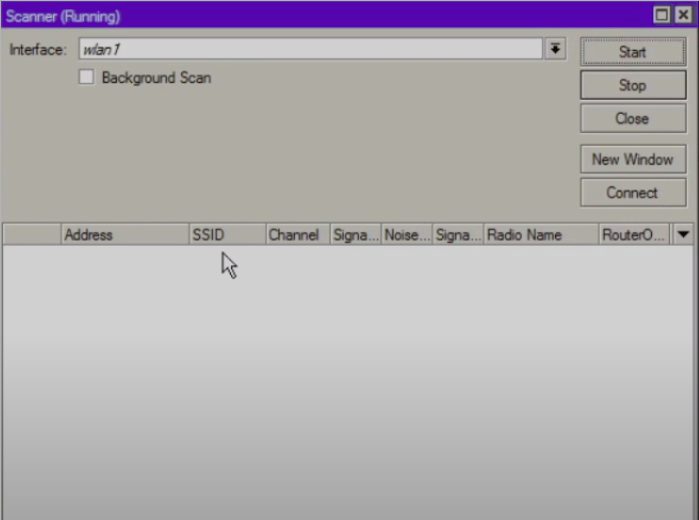 Scanner (Running)
Interface: wlan1
Start
Background Scan
Stop
Close
New Window
Connect
Address SSID Channel Signa... Noise... Signa... Radio Name RouterO...